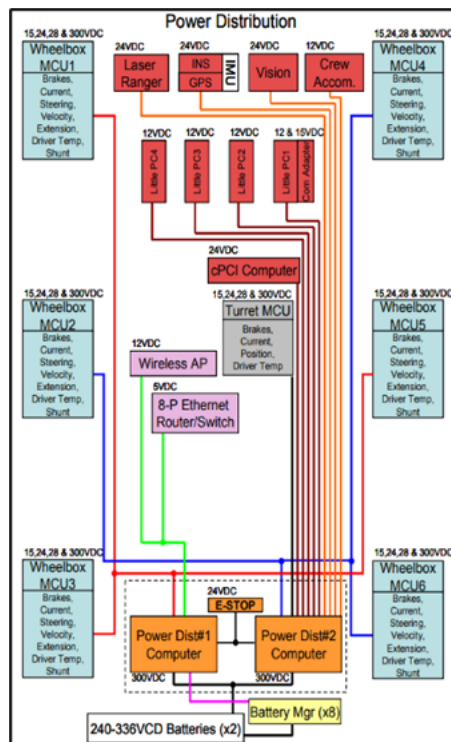 Power Distribution
15,24,28 & 300VDC
Wheelbox
MCU1
Brakes,
Current,
Steering,
Velocity,
Extension,
Driver Temp,
Shunt
24VDC
Laser
Ranger
24VDC
INS
GPS
IMU
24VDC
Vision
12VDC
Crew
Accom.
15,24,28 & 300VDC
Wheelbox
MCU4
Brakes,
Current,
Steering,
Velocity,
Extension,
Driver Temp,
Shunt
12VDC
Little PC4
12VDC
Little PC3
12VDC
Little PC2
12 & 15VDC
Little PC1
Com Adapter
24VDC
cPCI Computer
15,24,28 & 300VDC
Turret MCU
Brakes,
Current,
Position,
Driver Temp
15,24,28 & 300VDC
Wheelbox
MCU2
Brakes,
Current,
Steering,
Velocity,
Extension,
Driver Temp,
Shunt
12VDC
Wireless AP
5VDC
8-P Ethernet
Router/Switch
15,24,28 & 300VDC
Wheelbox
MCU5
Brakes,
Current,
Steering,
Velocity,
Extension,
Driver Temp,
Shunt
15,24,28 & 300VDC
Wheelbox
MCU3
Brakes,
Current,
Steering,
Velocity,
Extension,
Driver Temp,
Shunt
24VDC
E-STOP
Power Dist#1
Computer
300VDC
Power Dist#2
Computer
300VDC
15,24,28 & 300VDC
Wheelbox
MCU6
Brakes,
Current,
Steering,
Velocity,
Extension,
Driver Temp,
Shunt
Battery Mgr (x8)
240-336VCD Batteries (x2)